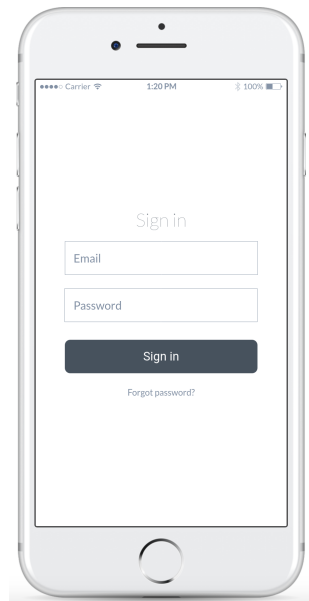 Carrier 1:20 PM 100%
Sign in
Email
Password
Sign in
Forgot password?